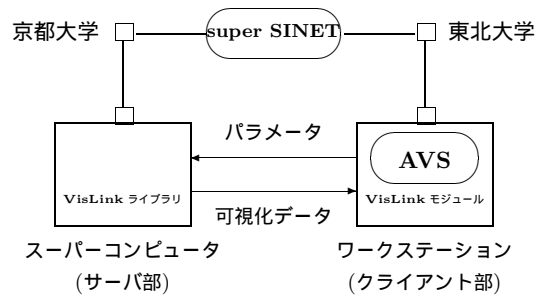 京都大学
super SINET
東北大学
パラメータ
AVS
VisLink ライブラリ
VisLink モジュール
可視化データ
スーパーコンピュータ
(サーバ部)
ワークステーション
(クライアント部)